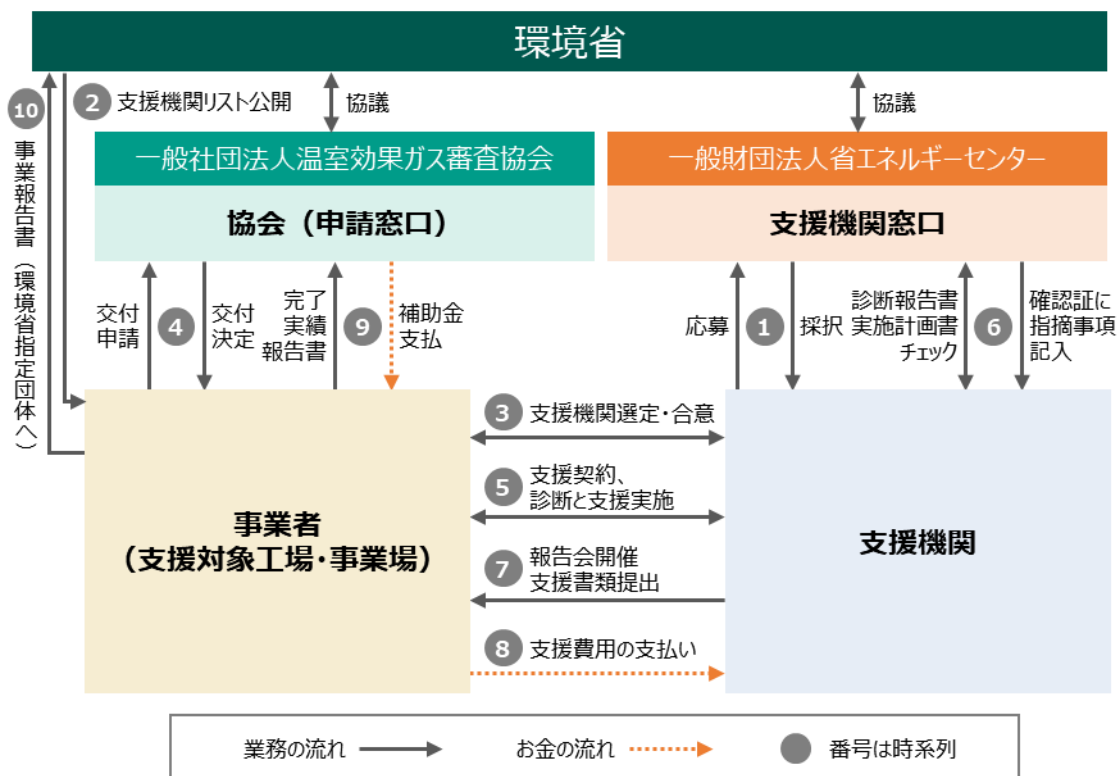 環境省
2 支援機関リスト公開
協議
協議
10
事業報告書（環境省指定団体へ）
一般社団法人温室効果ガス審査協会
協会（申請窓口）
一般財団法人省エネルギーセンター
支援機関窓口
交付
申請
4
交付
決定
完了
実績
報告書
9
補助金
支払
応募
1
採択
診断報告書
実施計画書
チェック
6
確認証に
指摘事項
記入
3 支援機関選定・合意
5 支援契約、
診断と支援実施
7 報告会開催
支援書類提出
8 支援費用の支払い
事業者
（支援対象工場・事業場）
支援機関
業務の流れ
お金の流れ
番号は時系列